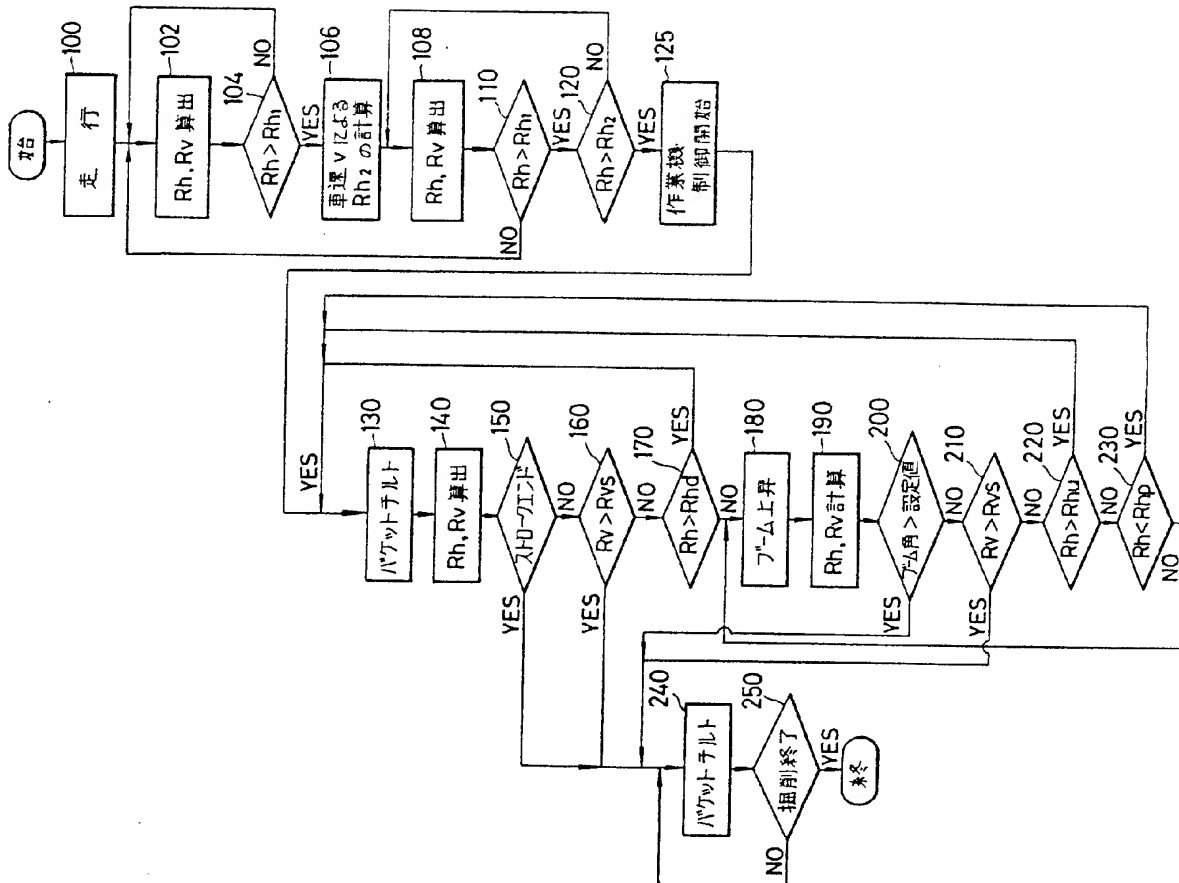 始
100
走 行
102
Rh, Rv 算出
104
Rh > Rh1
NO
YES
106
車速 V による
Rh2 の計算
108
Rh, Rv 算出
110
Rh > Rh1
NO
YES
120
Rh > Rh2
NO
YES
125
作業機
制御開始
YES
130
バケットチルト
140
Rh, Rv 算出
150
ストロークエンド
YES
NO
160
Rv > Rvs
YES
NO
170
Rh > Rhd
YES
NO
180
ブーム上昇
190
Rh, Rv 計算
200
ブーム角 > 設定値
YES
NO
210
Rv > Rvs
YES
NO
220
Rh > Rhu
YES
NO
230
Rh < Rhp
YES
NO
240
バケットチルト
250
掘削終了
NO
YES
終